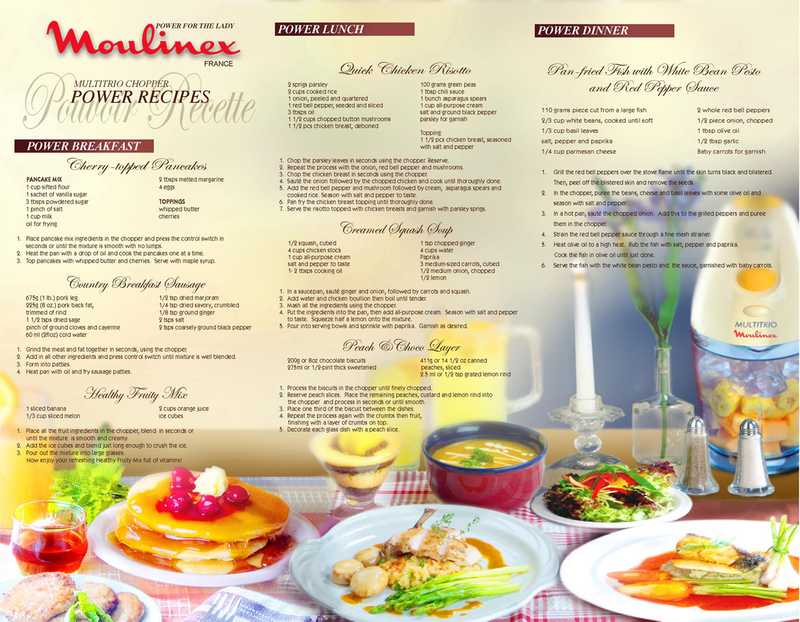 POWER FOR THE LADY
Moulinex
FRANCE
MULTITRIO CHOPPER
POWER RECIPES
Pouvoir Recette
POWER BREAKFAST
Cherry-topped Pancakes
PANCAKE MIX
1 cup sifted flour
1 sachet of vanilla sugar
3 tbsps powdered sugar
1 pinch of salt
1 cup milk
oil for frying
2 tbsps melted margarine
4 eggs
TOPPINGS
whipped butter
cherries
1. Place pancake mix ingredients in the chopper and press the control switch in
seconds or until the mixture is smooth with no lumps.
2. Heat the pan with a drop of oil and cook the pancakes one at a time.
3. Top pancakes with whipped butter and cherries. Serve with maple syrup.
Country Breakfast Sausage
675g (1 lb.) pork leg
225g (8 oz.) pork back fat,
trimmed of rind
1 1/2 tsps dried sage
pinch of ground cloves and cayenne
60 ml (2floz) cold water
1/2 tsp dried marjoram
1/4 tsp dried savory, crumbled
1/8 tsp ground ginger
2 tsps salt
2 tsps coarsely ground black pepper
1. Grind the meat and fat together in seconds, using the chopper.
2. Add in all other ingredients and press control switch until mixture is well blended.
3. Form into patties.
4. Heat pan with oil and fry sausage patties.
Healthy Fruity Mix
1 sliced banana
1/3 cup sliced melon
2 cups orange juice
ice cubes
1. Place all the fruit ingredients in the chopper, blend in seconds or
until the mixture is smooth and creamy.
2. Add the ice cubes and blend just long enough to crush the ice.
3. Pour out the mixture into large glasses.
Now enjoy your refreshing Healthy Fruity Mix full of vitamins!
POWER LUNCH
Quick Chicken Risotto
2 sprigs parsley
2 cups cooked rice
1 onion, peeled and quartered
1 red bell pepper, seeded and sliced
3 tbsps oil
1 1/2 cups chopped button mushrooms
1 1/2 pcs chicken breast, deboned
100 grams green peas
1 tbsp chili sauce
1 bunch asparagus spears
1 cup all-purpose cream
salt and ground black pepper
parsley for garnish
Topping
1 1/2 pcs chicken breast, seasoned
with salt and pepper
1. Chop the parsley leaves in seconds using the chopper. Reserve.
2. Repeat the process with the onion, red bell pepper and mushrooms.
3. Chop the chicken breast in seconds using the chopper.
4. Sauté the onion followed by the chopped chicken and cook until thoroughly done.
5. Add the red bell pepper and mushroom followed by cream, asparagus spears and
cooked rice. Season with salt and pepper to taste.
6. Pan fry the chicken breast topping until thoroughly done.
7. Serve the risotto topped with chicken breasts and garnish with parsley sprigs.
Creamed Squash Soup
1/2 squash, cubed
4 cups chicken stock
1 cup all-purpose cream
salt and pepper to taste
1- 2 tbsps cooking oil
1 tsp chopped ginger
4 cups water
Paprika
3 medium-sized carrots, cubed
1/2 medium onion, chopped
1/2 lemon
1. In a saucepan, sauté ginger and onion, followed by carrots and squash.
2. Add water and chicken bouillon then boil until tender.
3. Mash all the ingredients using the chopper.
4. Put the ingredients into the pan, then add all-purpose cream. Season with salt and pepper
to taste. Squeeze half a lemon onto the mixture.
5. Pour into serving bowls and sprinkle with paprika. Garnish as desired.
Peach & Choco Layer
200g or 8oz chocolate biscuits
275ml or 1/2-pint thick sweetened
411g or 14 1/2 oz canned
peaches, sliced
2.5 ml or 1/2 tsp grated lemon rind
1. Process the biscuits in the chopper until finely chopped.
2. Reserve peach slices. Place the remaining peaches, custard and lemon rind into
the chopper and process in seconds or until smooth.
3. Place one third of the biscuit between the dishes.
4. Repeat the process again with the crumbs then fruit,
finishing with a layer of crumbs on top.
5. Decorate each glass dish with a peach slice.
POWER DINNER
Pan-fried Fish with White Bean Pesto
and Red Pepper Sauce
110 grams piece cut from a large fish
2/3 cup white beans, cooked until soft
1/3 cup basil leaves
salt, pepper and paprika
1/4 cup parmesan cheese
2 whole red bell peppers
1/2 piece onion, chopped
1 tbsp olive oil
1/2 tbsp garlic
Baby carrots for garnish
1. Grill the red bell peppers over the stove flame until the skin turns black and blistered.
Then, peel off the blistered skin and remove the seeds.
2. In the chopper, puree the beans, cheese and basil leaves with some olive oil and
season with salt and pepper.
3. In a hot pan, sauté the chopped onion. Add this to the grilled peppers and puree
them in the chopper.
4. Strain the red bell pepper sauce through a fine mesh strainer.
5. Heat olive oil to a high heat. Rub the fish with salt, pepper and paprika.
Cook the fish in olive oil until just done.
6. Serve the fish with the white bean pesto and the sauce, garnished with baby carrots.
MULTITRIO
Moulinex